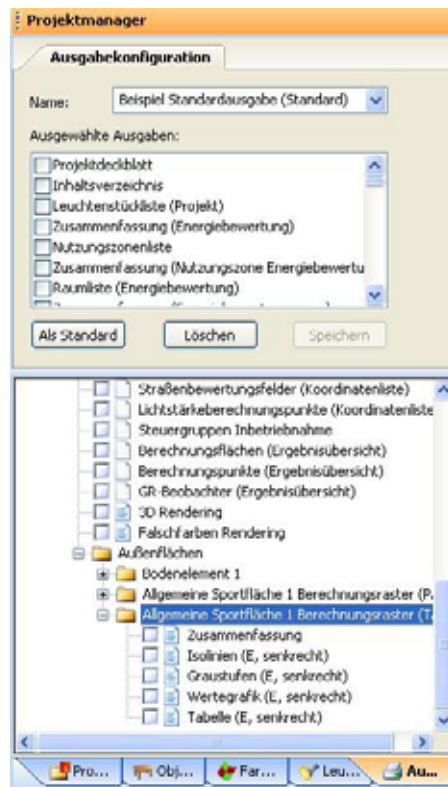 Projektmanager
Ausgabekonfiguration
Name: Beispiel Standardausgabe (Standard)
Ausgewählte Ausgaben:
Projektdeckblatt
Inhaltsverzeichnis
Leuchtenstückliste (Projekt)
Zusammenfassung (Energiebewertung)
Nutzungszonenliste
Zusammenfassung (Nutzungszone Energiebewertu
Raumliste (Energiebewertung)
Als Standard Löschen Speichern
Straßenbewertungsfelder (Koordinatenliste)
Lichtstärkeberechnungspunkte (Koordinatenliste
Steuergruppen Inbetriebnahme
Berechnungsflächen (Ergebnisübersicht)
Berechnungspunkte (Ergebnisübersicht)
GR-Beobachter (Ergebnisübersicht)
3D Rendering
Falschfarben Rendering
Außenflächen
Bodenelement 1
Allgemeine Sportfläche 1 Berechnungsraster (P.
Allgemeine Sportfläche 1 Berechnungsraster (T.
Zusammenfassung
Isolinien (E, senkrecht)
Graustufen (E, senkrecht)
Wertegrafik (E, senkrecht)
Tabelle (E, senkrecht)
Pro... Obj... Far... Leu... Au...